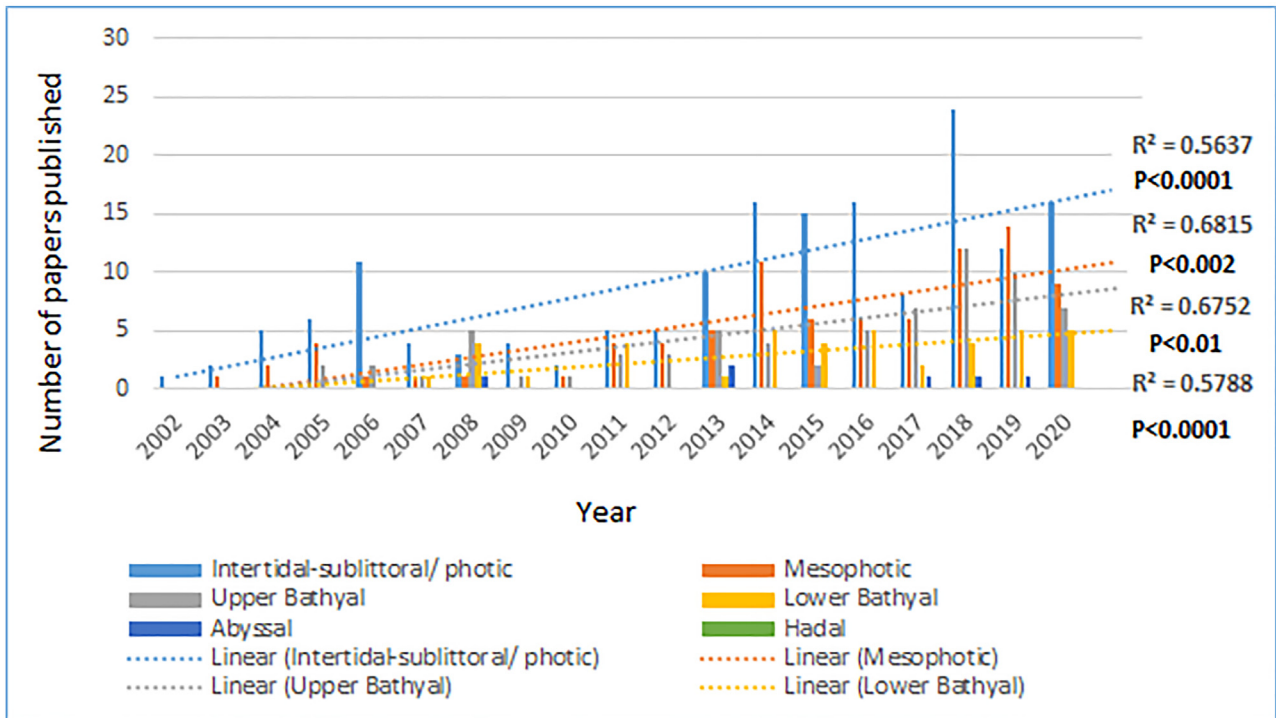 Number of paperspublished
30
25
20
15
10
5
0
2002
2003
2004
2005
2006
2007
2008
2009
2010
2011
2012
2013
2014
2015
2016
2017
2018
2019
2020
Year
R² = 0.5637
P<0.0001
R² = 0.6815
P<0.002
R² = 0.6752
P<0.01
R² = 0.5788
P<0.0001
Intertidal-sublittoral/ photic
Mesophotic
Upper Bathyal
Lower Bathyal
Abyssal
Hadal
Linear (Intertidal-sublittoral/ photic)
Linear (Mesophotic)
Linear (Upper Bathyal)
Linear (Lower Bathyal)